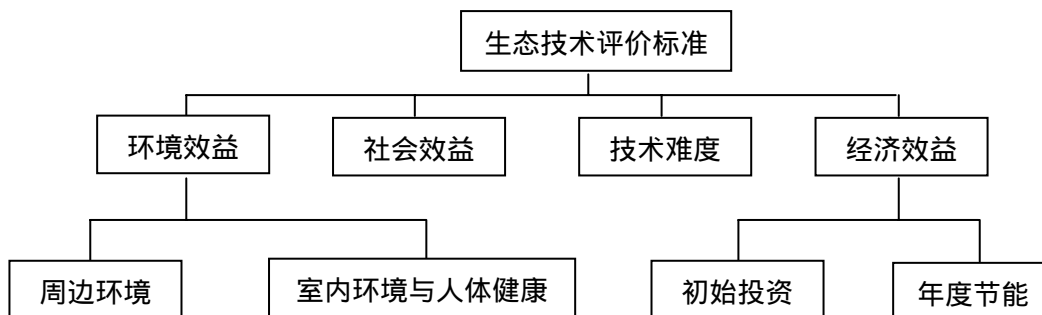 生态技术评价标准
环境效益
社会效益
技术难度
经济效益
周边环境
室内环境与人体健康
初始投资
年度节能